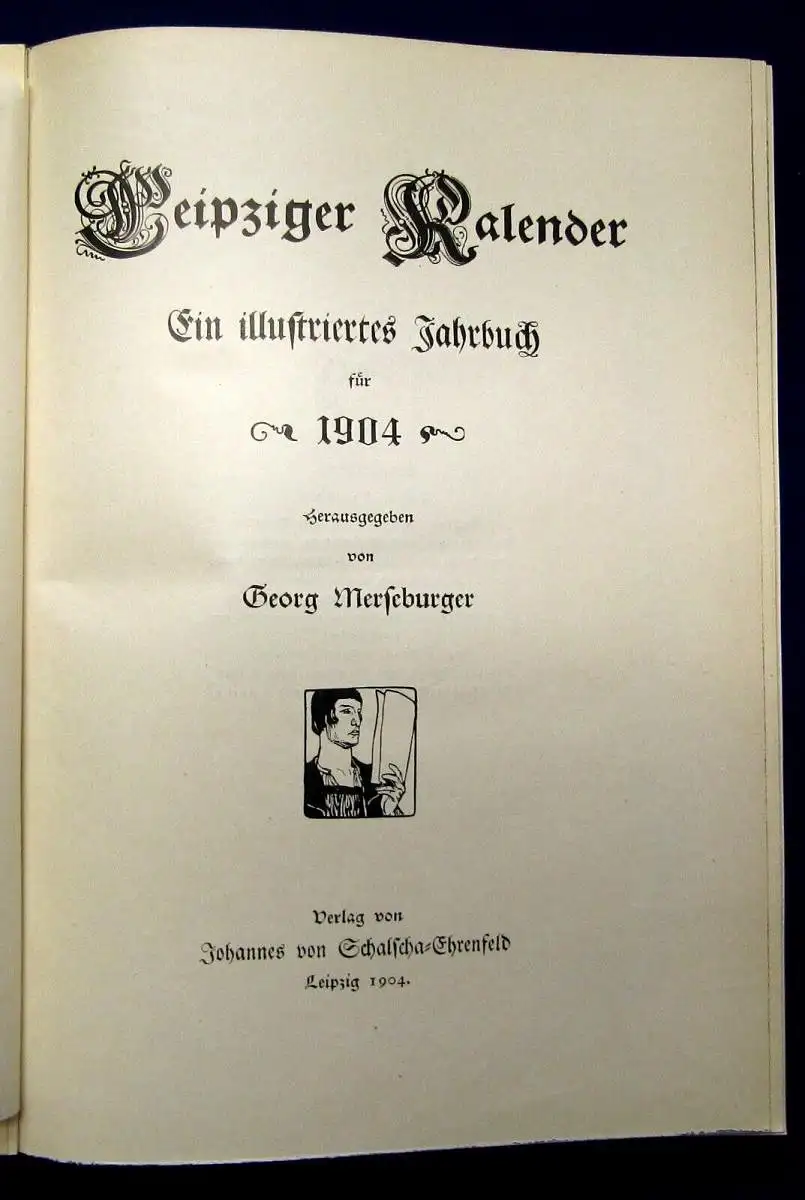 Leipziger Kalender
Ein illuſtriertes Jahrbuch
für
1904
Herausgegeben
von
Georg Merſeburger
Verlag von
Johannes von Schalſcha-Ehrenfeld
Leipzig 1904.